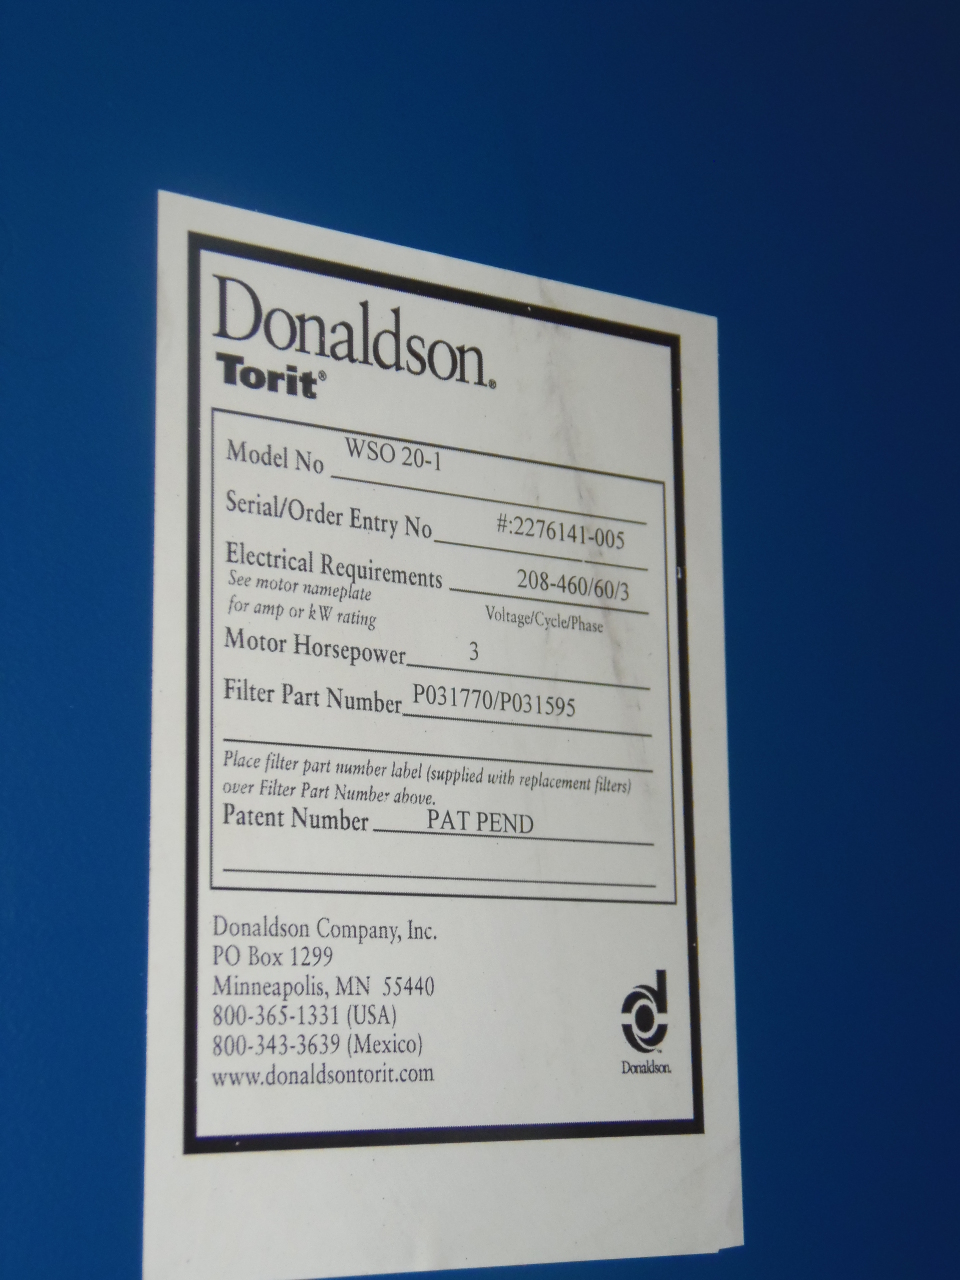 Donaldson®
Torit®
Model No WSO 20-1
Serial/Order Entry No #:2276141-005
Electrical Requirements 208-460/60/3
See motor nameplate
for amp or kW rating Voltage/Cycle/Phase
Motor Horsepower 3
Filter Part Number P031770/P031595
Place filter part number label (supplied with replacement filters)
over Filter Part Number above.
Patent Number PAT PEND
Donaldson Company, Inc.
PO Box 1299
Minneapolis, MN 55440
800-365-1331 (USA)
800-343-3639 (Mexico)
www.donaldsontorit.com
Donaldson.